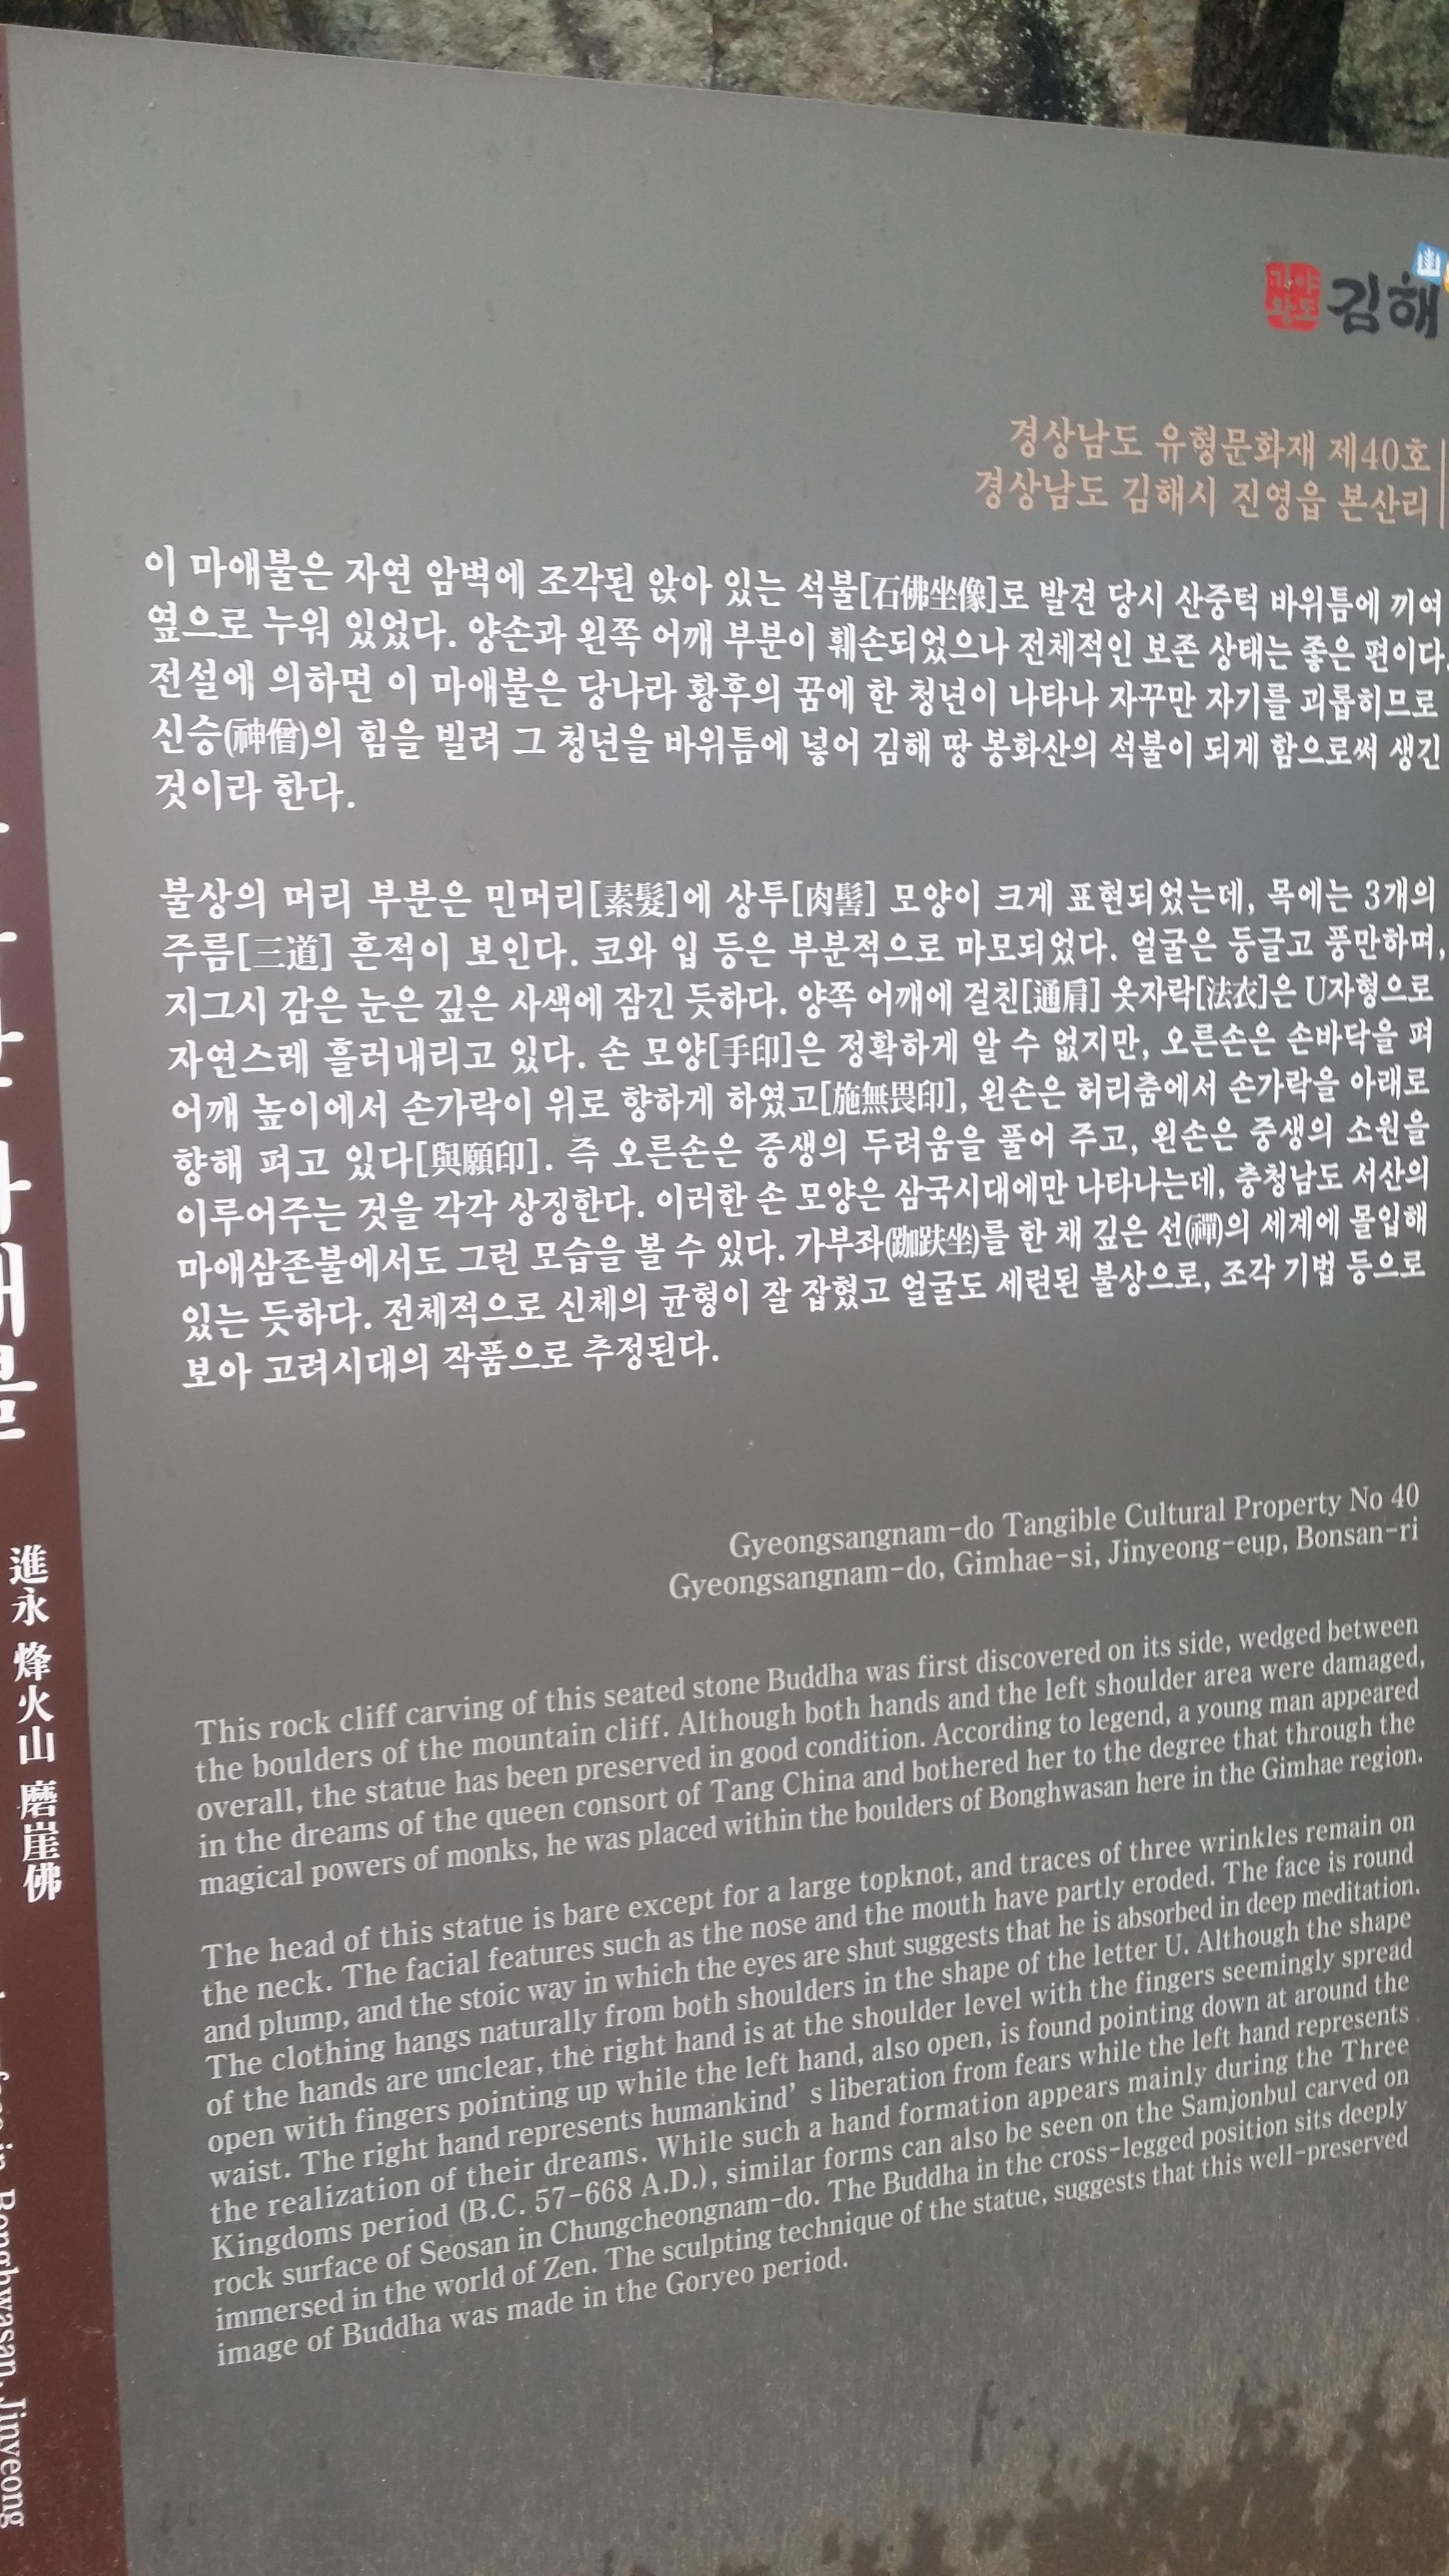 가야
왕도
김해
경상남도 유형문화재 제40호
경상남도 김해시 진영읍 본산리
이 마애불은 자연 암벽에 조각된 앉아 있는 석불[石佛坐像]로 발견 당시 산중턱 바위틈에 끼여
옆으로 누워 있었다. 양손과 왼쪽 어깨 부분이 훼손되었으나 전체적인 보존 상태는 좋은 편이다
전설에 의하면 이 마애불은 당나라 황후의 꿈에 한 청년이 나타나 자꾸만 자기를 괴롭히므로
신승(神僧)의 힘을 빌려 그 청년을 바위틈에 넣어 김해 땅 봉화산의 석불이 되게 함으로써 생긴
것이라 한다.
불상의 머리 부분은 민머리[素髮]에 상투[肉髻] 모양이 크게 표현되었는데, 목에는 3개의
주름[三道] 흔적이 보인다. 코와 입 등은 부분적으로 마모되었다. 얼굴은 둥글고 풍만하며,
지그시 감은 눈은 깊은 사색에 잠긴 듯하다. 양쪽 어깨에 걸친[通肩] 옷자락[法衣]은 U자형으로
자연스레 흘러내리고 있다. 손 모양[手印]은 정확하게 알 수 없지만, 오른손은 손바닥을 펴
어깨 높이에서 손가락이 위로 향하게 하였고[施無畏印], 왼손은 허리춤에서 손가락을 아래로
향해 펴고 있다[與願印]. 즉 오른손은 중생의 두려움을 풀어 주고, 왼손은 중생의 소원을
이루어주는 것을 각각 상징한다. 이러한 손 모양은 삼국시대에만 나타나는데, 충청남도 서산의
마애삼존불에서도 그런 모습을 볼 수 있다. 가부좌(跏趺坐)를 한 채 깊은 선(禪)의 세계에 몰입해
있는 듯하다. 전체적으로 신체의 균형이 잘 잡혔고 얼굴도 세련된 불상으로, 조각 기법 등으로
보아 고려시대의 작품으로 추정된다.
Gyeongsangnam-do Tangible Cultural Property No 40
Gyeongsangnam-do, Gimhae-si, Jinyeong-eup, Bonsan-ri
This rock cliff carving of this seated stone Buddha was first discovered on its side, wedged between
the boulders of the mountain cliff. Although both hands and the left shoulder area were damaged,
overall, the statue has been preserved in good condition. According to legend, a young man appeared
in the dreams of the queen consort of Tang China and bothered her to the degree that through the
magical powers of monks, he was placed within the boulders of Bonghwasan here in the Gimhae region.
The head of this statue is bare except for a large topknot, and traces of three wrinkles remain on
the neck. The facial features such as the nose and the mouth have partly eroded. The face is round
and plump, and the stoic way in which the eyes are shut suggests that he is absorbed in deep meditation.
The clothing hangs naturally from both shoulders in the shape of the letter U. Although the shape
of the hands are unclear, the right hand is at the shoulder level with the fingers seemingly spread
open with fingers pointing up while the left hand, also open, is found pointing down at around the
waist. The right hand represents humankind's liberation from fears while the left hand represents
the realization of their dreams. While such a hand formation appears mainly during the Three
Kingdoms period (B.C. 57-668 A.D.), similar forms can also be seen on the Samjonbul carved on
rock surface of Seosan in Chungcheongnam-do. The Buddha in the cross-legged position sits deeply
immersed in the world of Zen. The sculpting technique of the statue, suggests that this well-preserved
image of Buddha was made in the Goryeo period.
進永 烽火山 磨崖佛
in Bonghwasan, Jinyeong